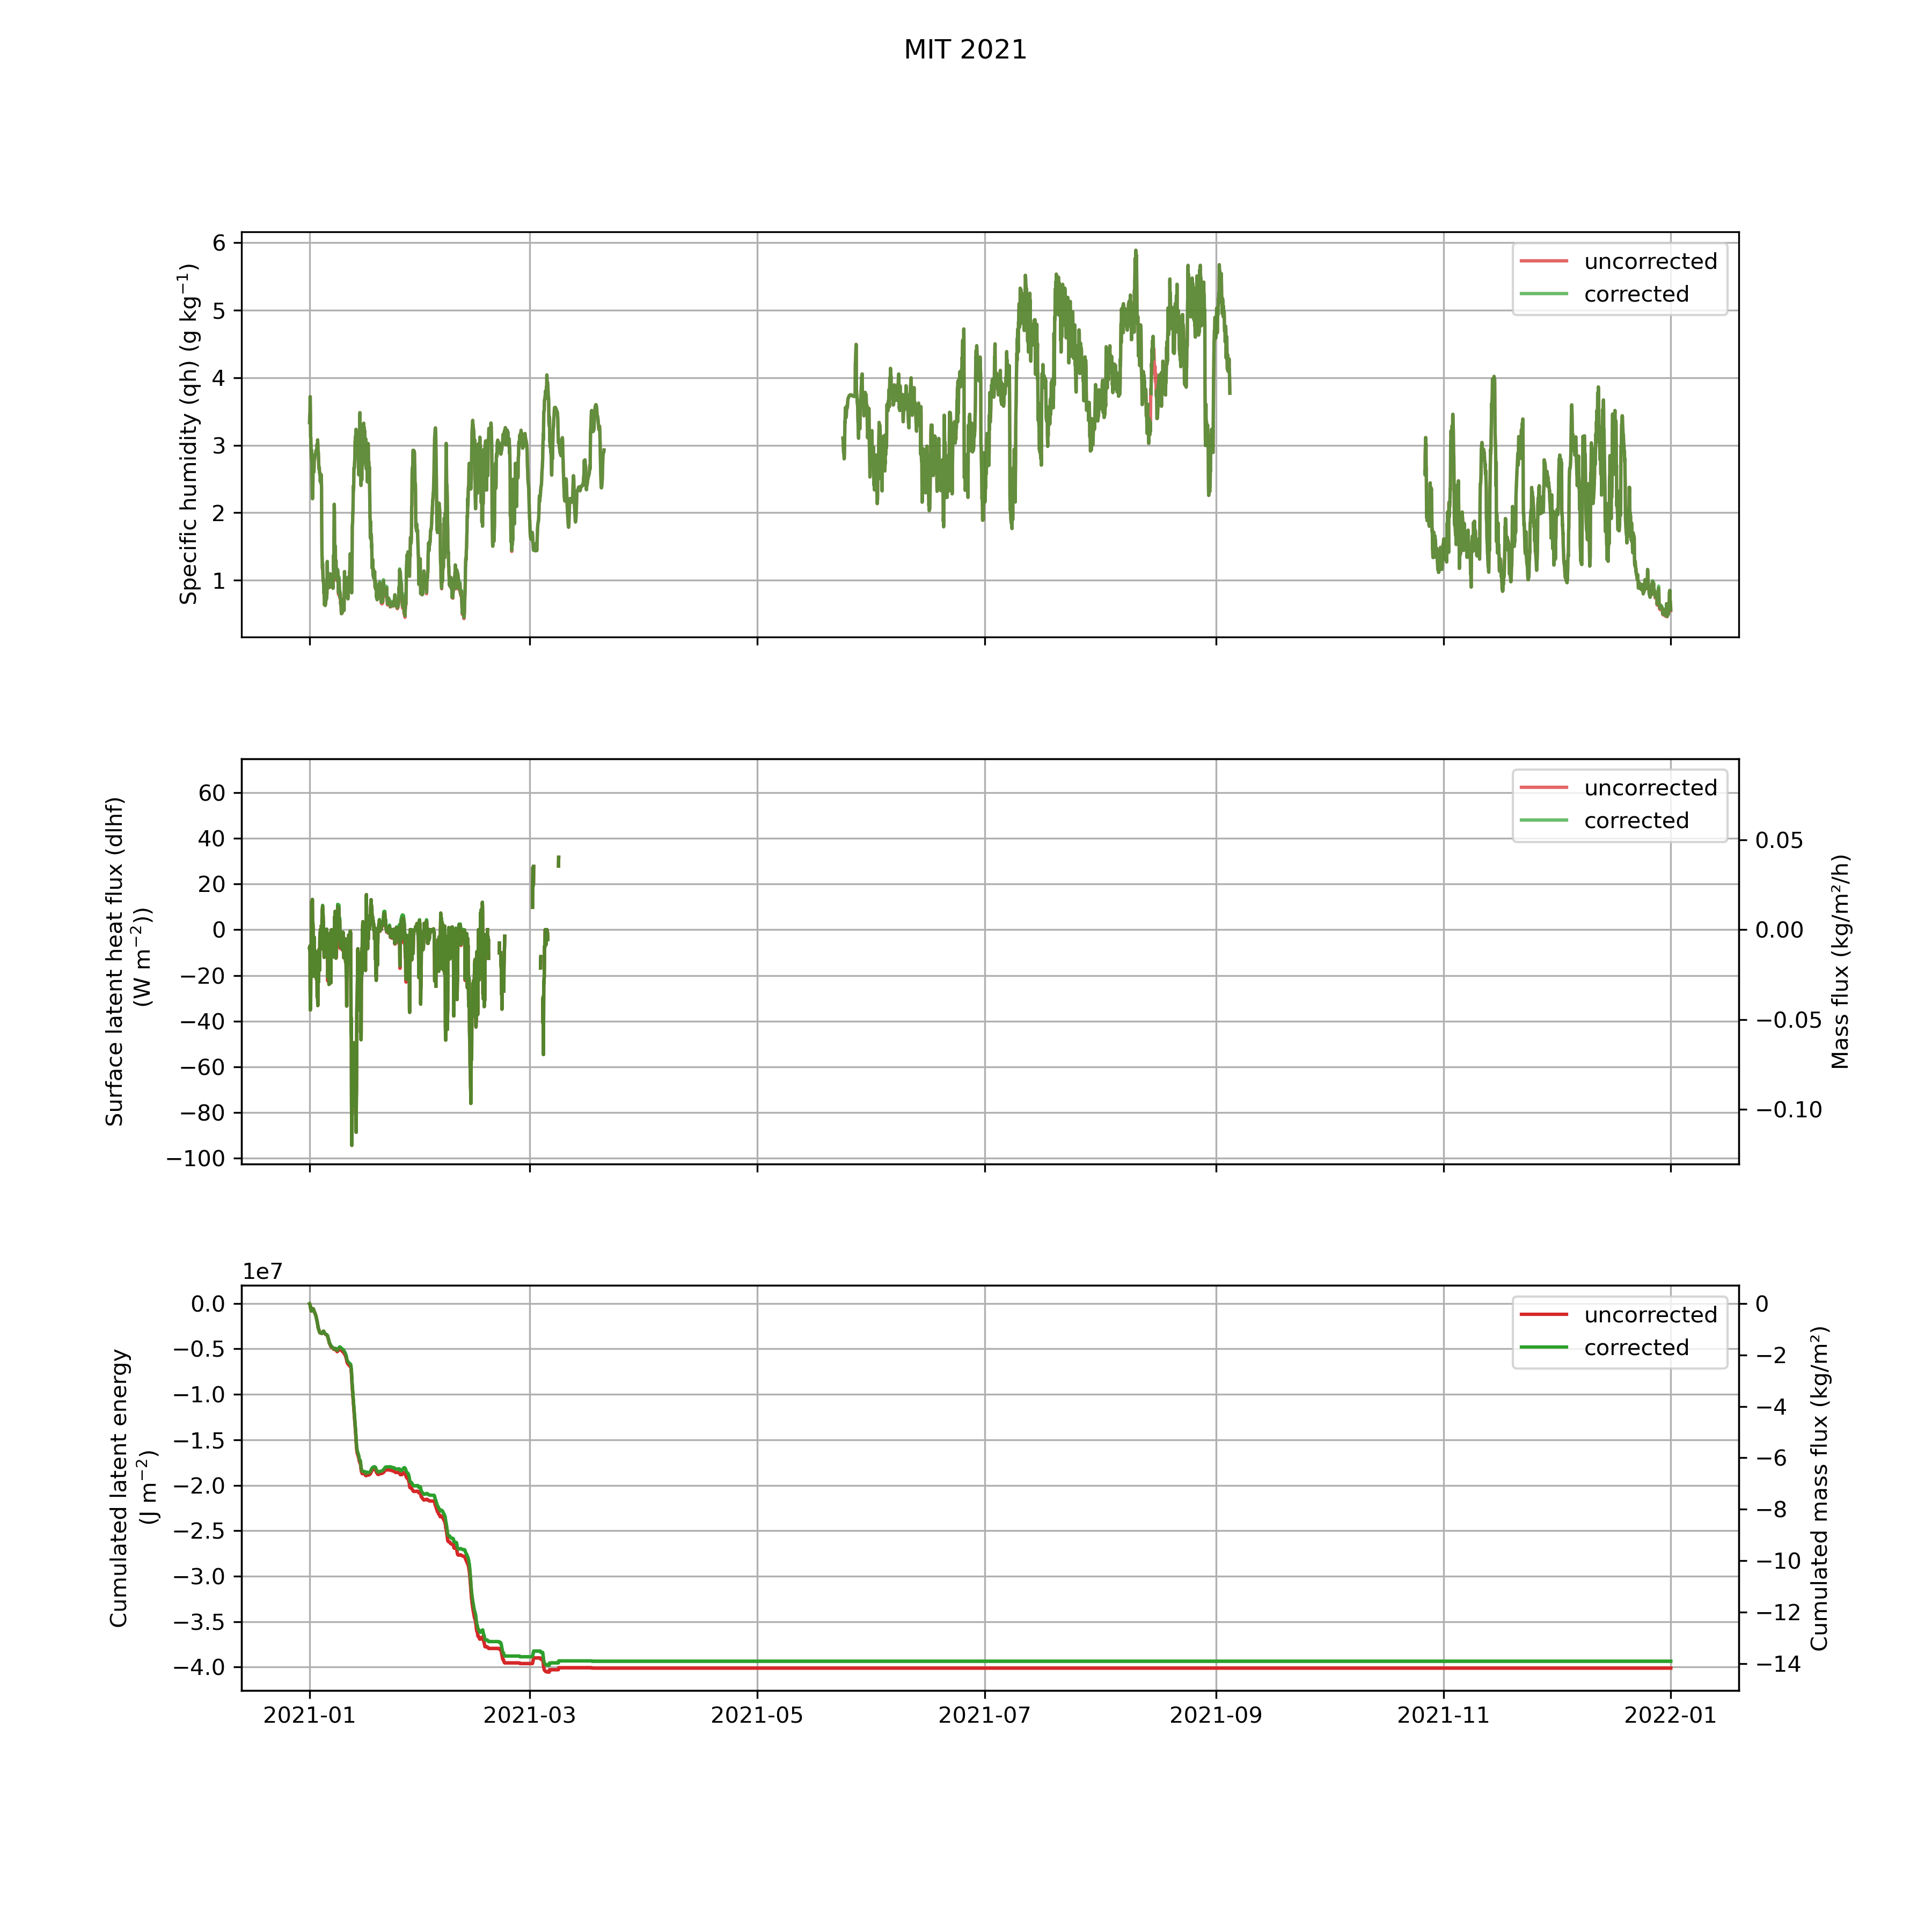 MIT 2021
Specific humidity (qh) (g kg⁻¹)
6
5
4
3
2
1
uncorrected
corrected
Surface latent heat flux (dlhf)
(W m⁻²))
60
40
20
0
−20
−40
−60
−80
−100
uncorrected
corrected
0.05
0.00
−0.05
−0.10
Mass flux (kg/m²/h)
1e7
Cumulated latent energy
(J m⁻²)
0.0
−0.5
−1.0
−1.5
−2.0
−2.5
−3.0
−3.5
−4.0
uncorrected
corrected
0
−2
−4
−6
−8
−10
−12
−14
Cumulated mass flux (kg/m²)
2021-01
2021-03
2021-05
2021-07
2021-09
2021-11
2022-01